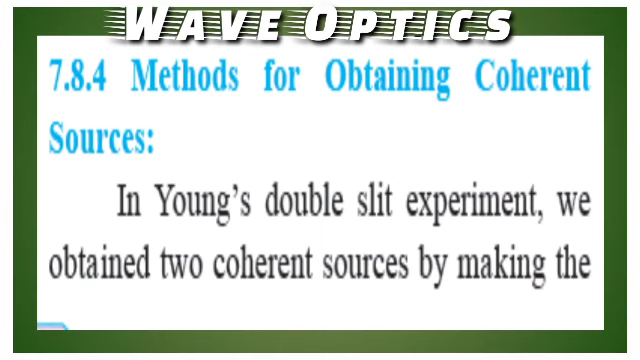 Wave Optics
7.8.4 Methods for Obtaining Coherent
Sources:
In Young's double slit experiment, we
obtained two coherent sources by making the